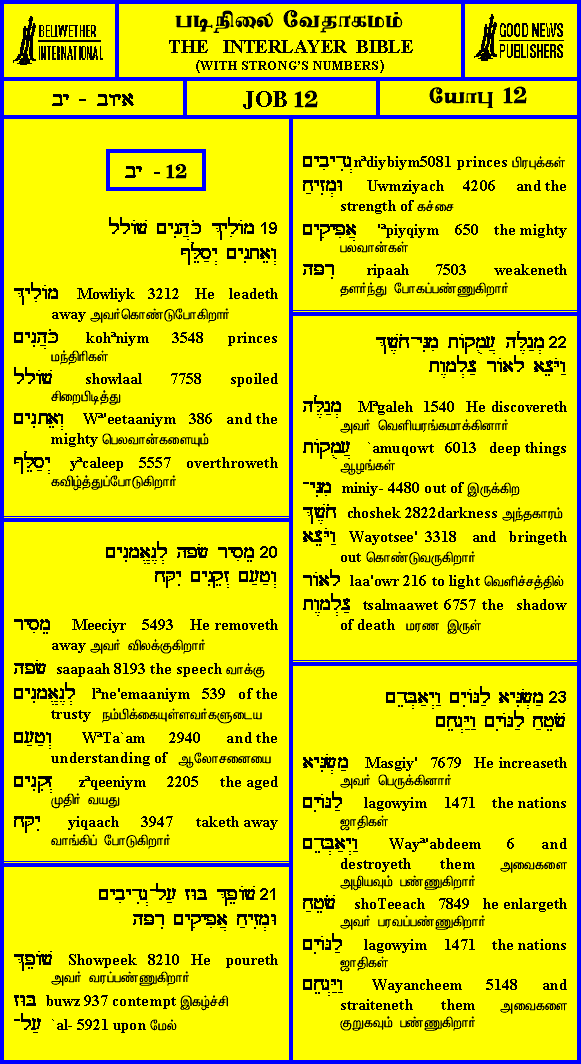 BELIWETHER
INTERNATIONAL
படிநிலை வேதாகமம்
THE INTERLAYER BIBLE
(WITH STRONG'S NUMBERS)
GOOD NEWS
PUBLISHERS
איוב - יב
JOB 12
யோபு 12
יב - 12
19 מוֹלִיךְ כֹּהֲנִים שׁוֹלָל
וְאֵתָנִים יְסַלֵּף
מוֹלִיךְ Mowliyk 3212 He leadeth
away அவர்கொண்டுபோகிறார்
כֹּהֲנִים kohªniym 3548 princes
மந்திரிகள்
שׁוֹלָל showlaal 7758 spoiled
சிறைபிடித்து
וְאֵתָנִים Wª'eetaaniym 386 and the
mighty பெலவான்களையும்
יְסַלֵּף yªcaleep 5557 overthroweth
கவிழ்த்துப்போடுகிறார்
20 מֵסִיר שָׂפָה לְנֶאֱמָנִים
וְטַעַם זְקֵנִים יִקָּח
מֵסִיר Meeciyr 5493 He removeth
away அவர் விலக்குகிறார்
שָׂפָה saapaah 8193 the speech வாக்கு
לְנֶאֱמָנִים lªne'emaaniym 539 of the
trusty நம்பிக்கையுள்ளவர்களுடைய
וְטַעַם WªTa`am 2940 and the
understanding of ஆலோசனையை
זְקֵנִים zªqeeniym 2205 the aged
முதிர் வயது
יִקָּח yiqaach 3947 taketh away
வாங்கிப் போடுகிறார்
21 שׁוֹפֵךְ בּוּז עַל־נְדִיבִים
וּמְזִיחַ אֲפִיקִים רִפָּה
שׁוֹפֵךְ Showpeek 8210 He poureth
அவர் வரப்பண்ணுகிறார்
בּוּז buwz 937 contempt இகழ்ச்சி
עַל־ `al- 5921 upon மேல்
נְדִיבִים nªdiybiym5081 princes பிரபுக்கள்
וּמְזִיחַ Uwmziyach 4206 and the
strength of கச்சை
אֲפִיקִים 'ªpiyqiym 650 the mighty
பலவான்கள்
רִפָּה ripaah 7503 weakeneth
தளர்ந்து போகப்பண்ணுகிறார்
22 מְגַלֶּה עֲמֻקוֹת מִנִּי־חֹשֶׁךְ
וַיֹּצֵא לָאוֹר צַלְמָוֶת
מְגַלֶּה Mªgaleh 1540 He discovereth
அவர் வெளியரங்கமாக்கினார்
עֲמֻקוֹת `amuqowt 6013 deep things
ஆழங்கள்
מִנִּי־ miniy- 4480 out of இருக்கிற
חֹשֶׁךְ choshek 2822darkness அந்தகாரம்
וַיֹּצֵא Wayotsee' 3318 and bringeth
out கொண்டுவருகிறார்
לָאוֹר laa'owr 216 to light வெளிச்சத்தில்
צַלְמָוֶת tsalmaawet 6757 the shadow
of death மரண இருள்
23 מַשְׂגִּיא לַגּוֹיִם וַיְאַבְּדֵם
שֹׁטֵחַ לַגּוֹיִם וַיַּנְחֵם
מַשְׂגִּיא Masgiy' 7679 He increaseth
அவர் பெருக்கினார்
לַגּוֹיִם lagowyim 1471 the nations
ஜாதிகள்
וַיְאַבְּדֵם Wayª'abdeem 6 and
destroyeth them அவைகளை
அழியவும் பண்ணுகிறார்
שֹׁטֵחַ shoTeeach 7849 he enlargeth
அவர் பரவப்பண்ணுகிறார்
לַגּוֹיִם lagowyim 1471 the nations
ஜாதிகள்
וַיַּנְחֵם Wayancheem 5148 and
straiteneth them அவைகளை
குறுகவும் பண்ணுகிறார்